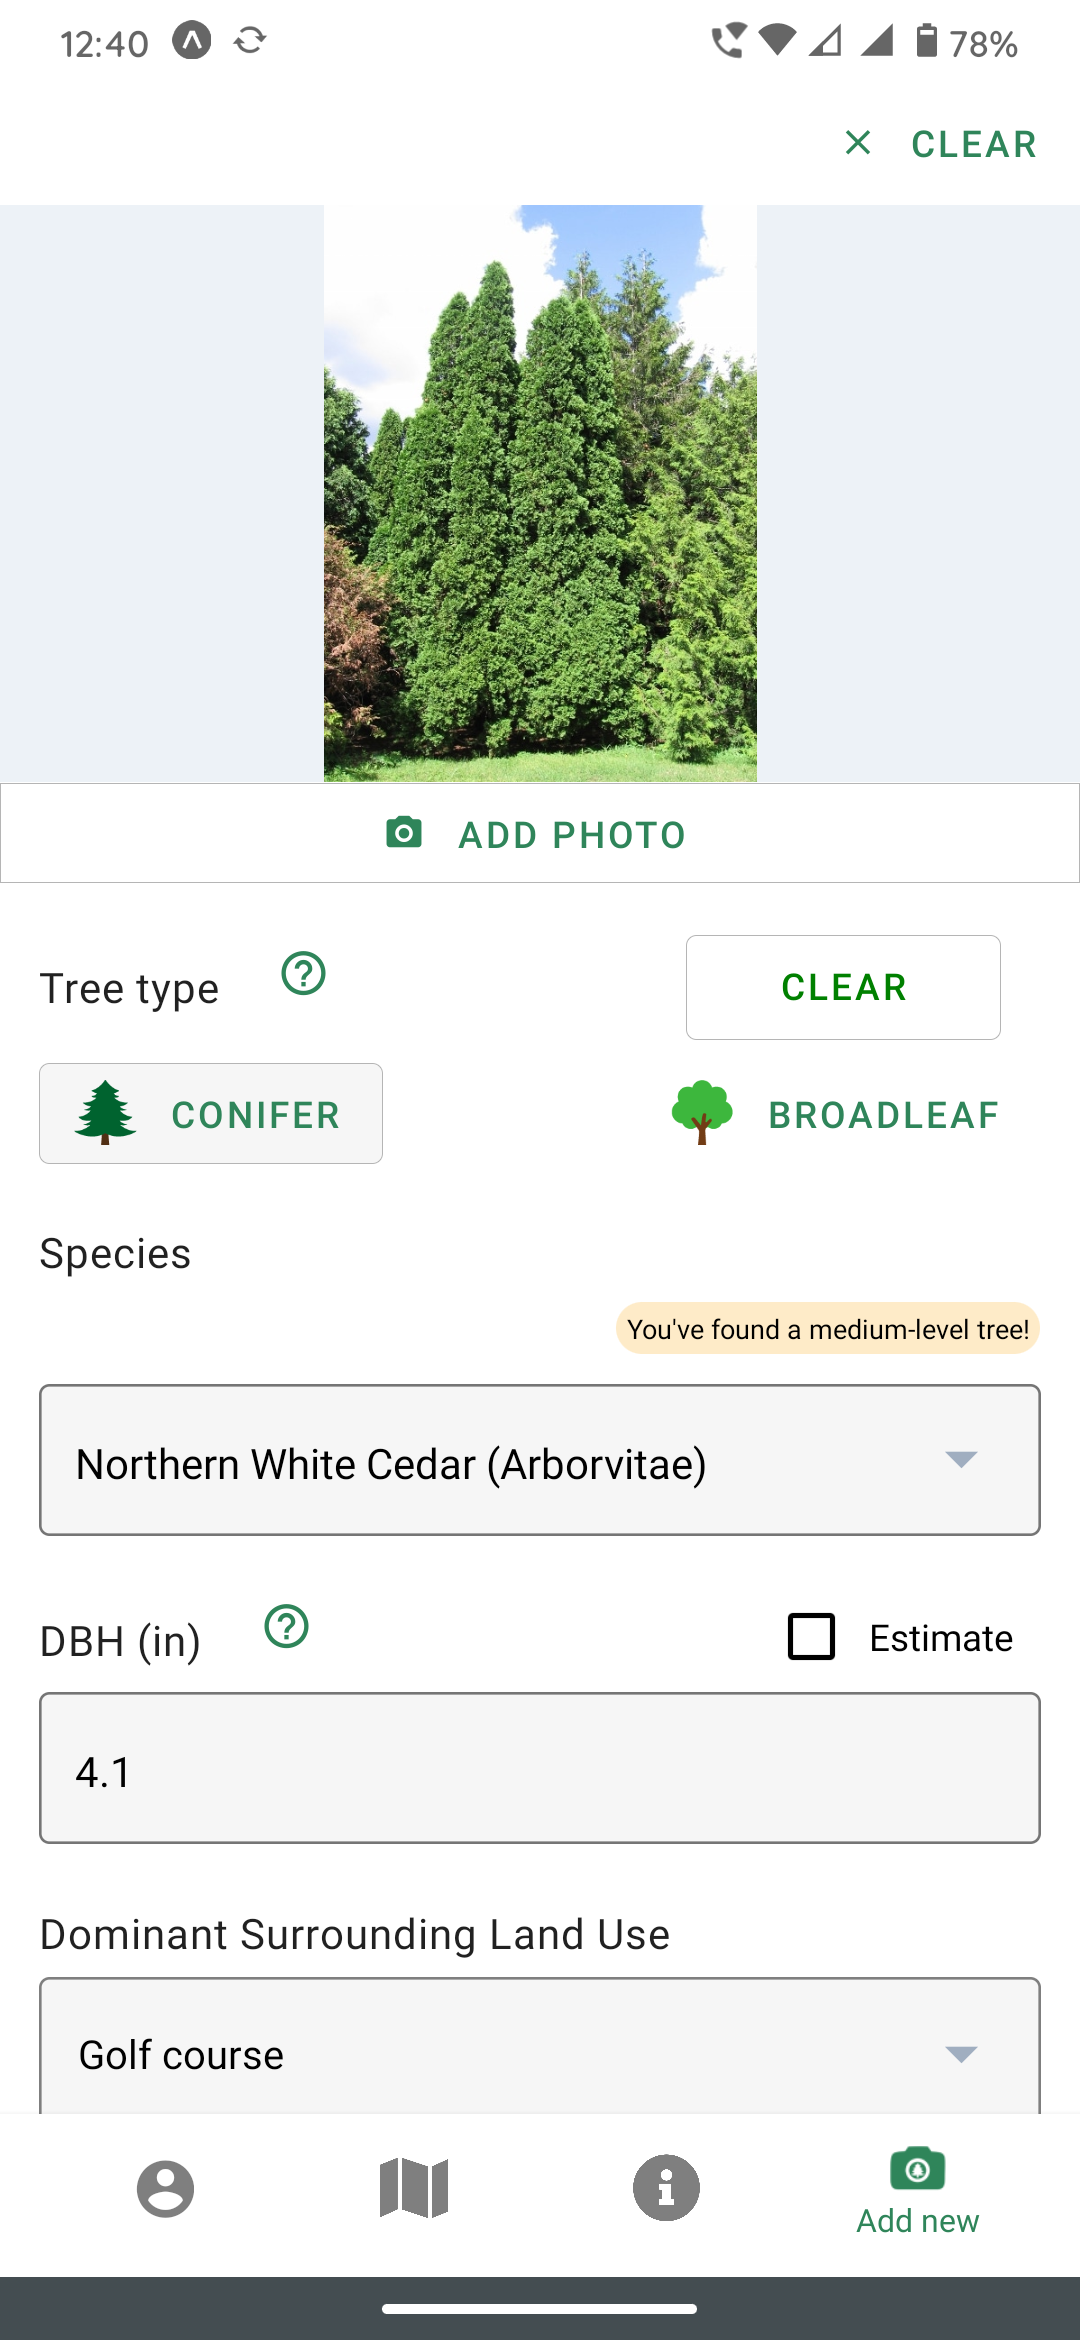 12:40
78%
CLEAR
ADD PHOTO
Tree type
CLEAR
CONIFER
BROADLEAF
Species
You've found a medium-level tree!
Northern White Cedar (Arborvitae)
DBH (in)
Estimate
4.1
Dominant Surrounding Land Use
Golf course
Add new